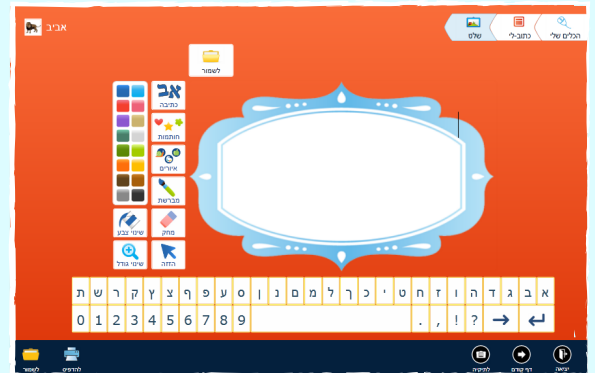 אביב
הכלים שלי
כתוב-לי
שלט
לשמור
אב
כתיבה
חותמות
איורים
מברשת
שינוי צבע
מחק
שינוי גודל
הזזה
א ב ג ד ה ו ז ח ט י כ ך ל מ ם נ ן ס ע פ ף צ ץ ק ר ש ת
0 1 2 3 4 5 6 7 8 9 . , ! ?
לשמור
להדפיס
לתיקיה
דף קודם
יציאה